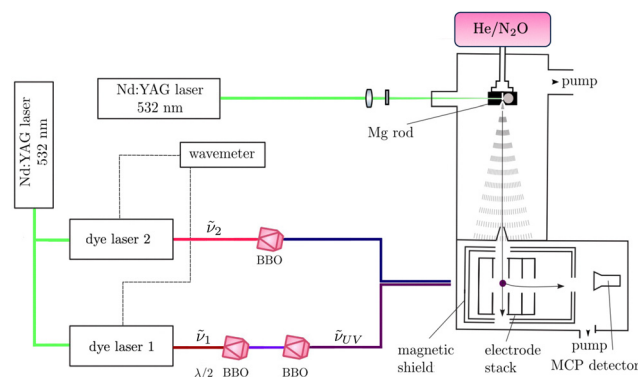 He/N₂O
Nd:YAG laser
532 nm
pump
Mg rod
Nd:YAG laser
532 nm
wavemeter
dye laser 2
ν̃₂
BBO
dye laser 1
ν̃₁
ν̃UV
λ/2
BBO
BBO
magnetic
shield
electrode
stack
pump
MCP detector